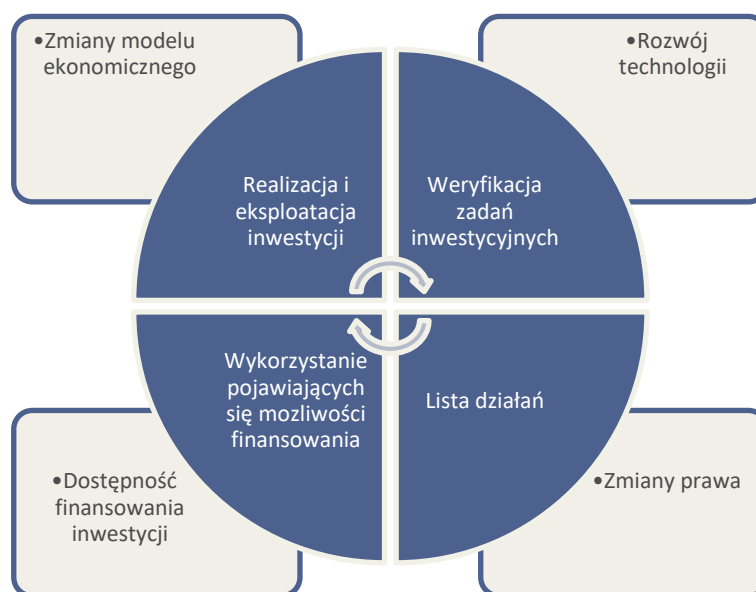 •Zmiany modelu
ekonomicznego
•Rozwój
technologii
Realizacja i
eksploatacja
inwestycji
Weryfikacja
zadań
inwestycyjnych
Wykorzystanie
pojawiających
się mozliwości
finansowania
Lista działań
•Dostępność
finansowania
inwestycji
•Zmiany prawa